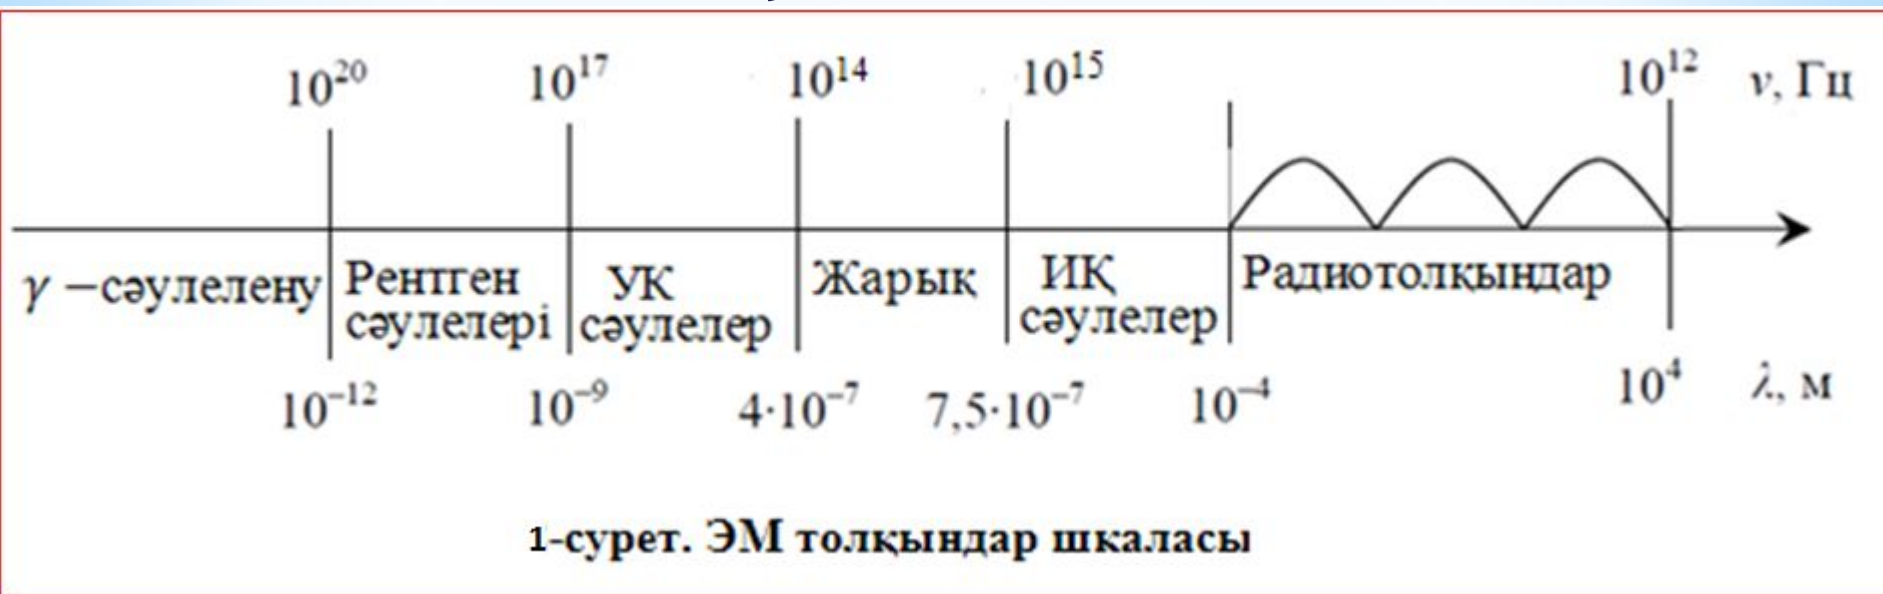 10²⁰ 10¹⁷ 10¹⁴ 10¹⁵ 10¹² ν, Гц
γ –сәулелену Рентген сәулелері УК сәулелер Жарық ИҚ сәулелер Радиотолқындар
10⁻¹² 10⁻⁹ 4·10⁻⁷ 7,5·10⁻⁷ 10⁻⁴ 10⁴ λ, м
1-сурет. ЭМ толқындар шкаласы